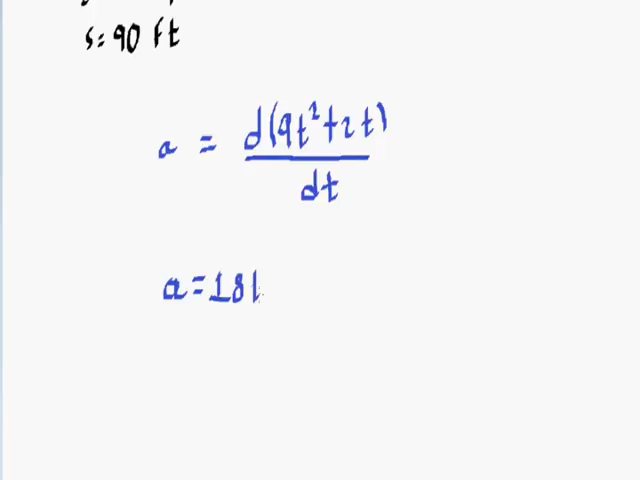 s = 90 ft
a = d(9t²+2t)
dt
a = 18